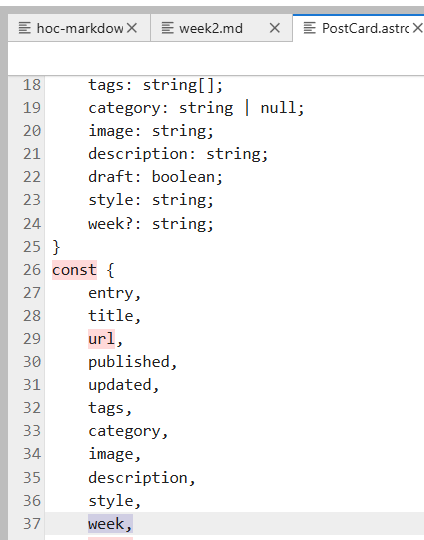 hoc-markdow
week2.md
PostCard.astrc
18 tags: string[];
19 category: string | null;
20 image: string;
21 description: string;
22 draft: boolean;
23 style: string;
24 week?: string;
25 }
26 const {
27 entry,
28 title,
29 url,
30 published,
31 updated,
32 tags,
33 category,
34 image,
35 description,
36 style,
37 week,